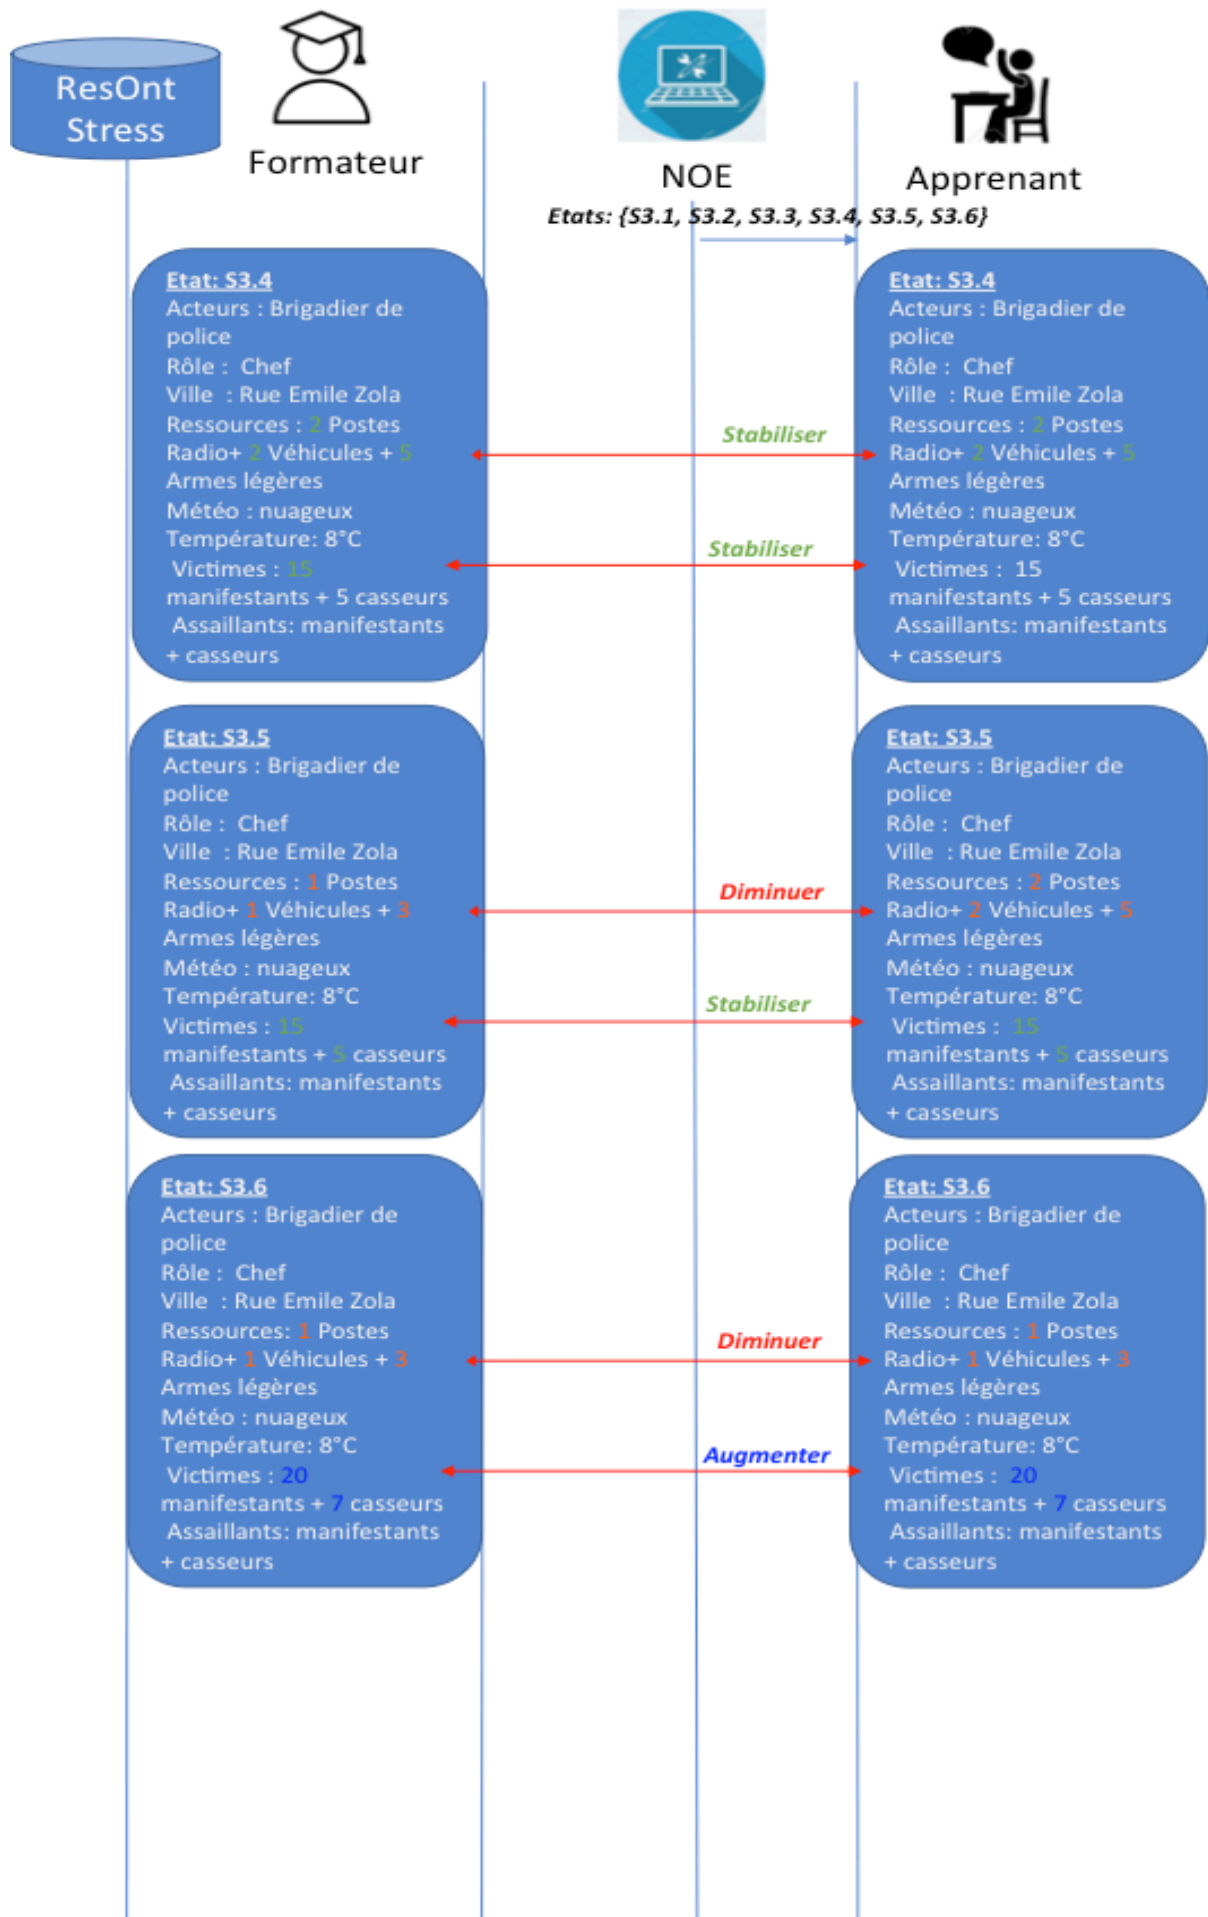 ResOnt
Stress
Formateur
NOE
Apprenant
Etats: {S3.1, S3.2, S3.3, S3.4, S3.5, S3.6}
Etat: S3.4
Acteurs : Brigadier de
police
Rôle : Chef
Ville : Rue Emile Zola
Ressources : 2 Postes
Radio+ 2 Véhicules + 5
Armes légères
Météo : nuageux
Température: 8°C
Victimes : 15
manifestants + 5 casseurs
Assaillants: manifestants
+ casseurs
Stabiliser
Stabiliser
Etat: S3.4
Acteurs : Brigadier de
police
Rôle : Chef
Ville : Rue Emile Zola
Ressources : 2 Postes
Radio+ 2 Véhicules + 5
Armes légères
Météo : nuageux
Température: 8°C
Victimes : 15
manifestants + 5 casseurs
Assaillants: manifestants
+ casseurs
Etat: S3.5
Acteurs : Brigadier de
police
Rôle : Chef
Ville : Rue Emile Zola
Ressources : 1 Postes
Radio+ 1 Véhicules + 3
Armes légères
Météo : nuageux
Température: 8°C
Victimes : 15
manifestants + 5 casseurs
Assaillants: manifestants
+ casseurs
Diminuer
Stabiliser
Etat: S3.5
Acteurs : Brigadier de
police
Rôle : Chef
Ville : Rue Emile Zola
Ressources : 2 Postes
Radio+ 2 Véhicules + 5
Armes légères
Météo : nuageux
Température: 8°C
Victimes : 15
manifestants + 5 casseurs
Assaillants: manifestants
+ casseurs
Etat: S3.6
Acteurs : Brigadier de
police
Rôle : Chef
Ville : Rue Emile Zola
Ressources: 1 Postes
Radio+ 1 Véhicules + 3
Armes légères
Météo : nuageux
Température: 8°C
Victimes : 20
manifestants + 7 casseurs
Assaillants: manifestants
+ casseurs
Diminuer
Augmenter
Etat: S3.6
Acteurs : Brigadier de
police
Rôle : Chef
Ville : Rue Emile Zola
Ressources : 1 Postes
Radio+ 1 Véhicules + 3
Armes légères
Météo : nuageux
Température: 8°C
Victimes : 20
manifestants + 7 casseurs
Assaillants: manifestants
+ casseurs